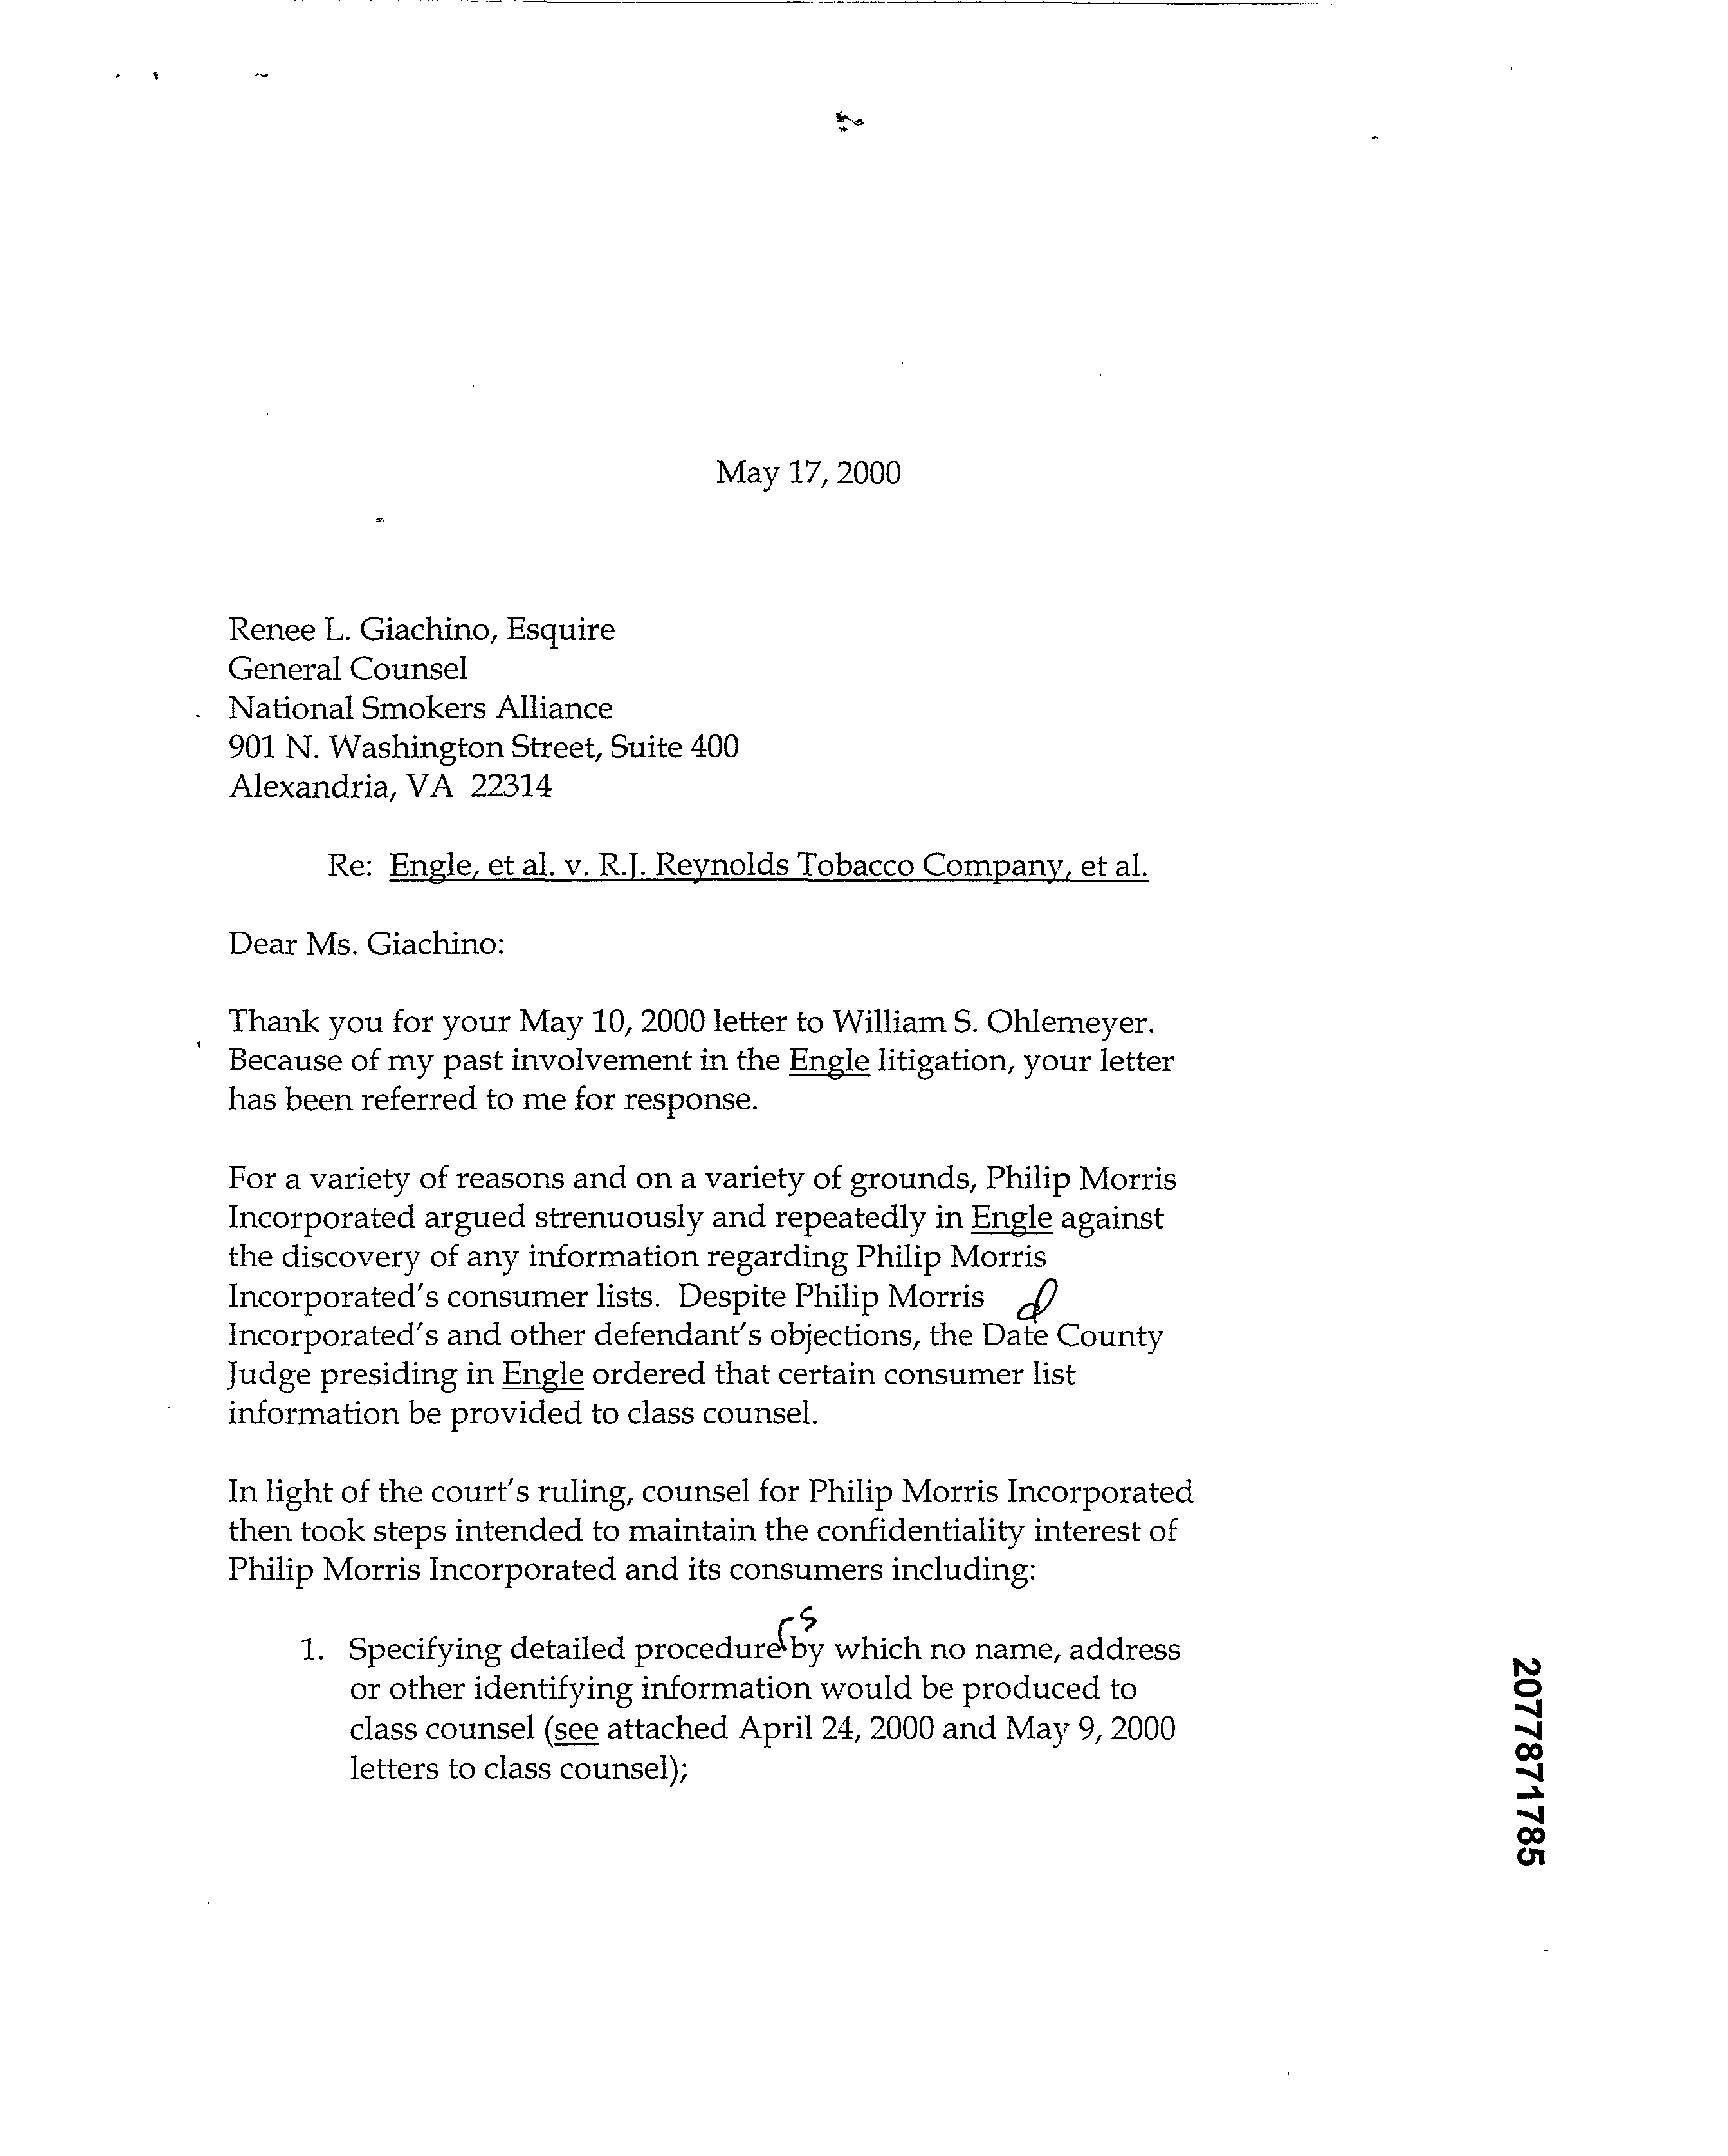 May 17, 2000
Renee L. Giachino, Esquire
General Counsel
National Smokers Alliance
901 N. Washington Street, Suite 400
Alexandria, VA 22314
Re: Engle, et al. v. R.J. Reynolds Tobacco Company, et al.
Dear Ms. Giachino:
Thank you for your May 10, 2000 letter to William S. Ohlemeyer.
Because of my past involvement in the Engle litigation, your letter
has been referred to me for response.
For a variety of reasons and on a variety of grounds, Philip Morris
Incorporated argued strenuously and repeatedly in Engle against
the discovery of any information regarding Philip Morris
Incorporated's consumer lists. Despite Philip Morris
d
Incorporated's and other defendant's objections, the Date County
Judge presiding in Engle ordered that certain consumer list
information be provided to class counsel.
In light of the court's ruling, counsel for Philip Morris Incorporated
then took steps intended to maintain the confidentiality interest of
Philip Morris Incorporated and its consumers including:
s
1. Specifying detailed procedure by which no name, address
or other identifying information would be produced to
class counsel (see attached April 24, 2000 and May 9, 2000
letters to class counsel);
2077871785